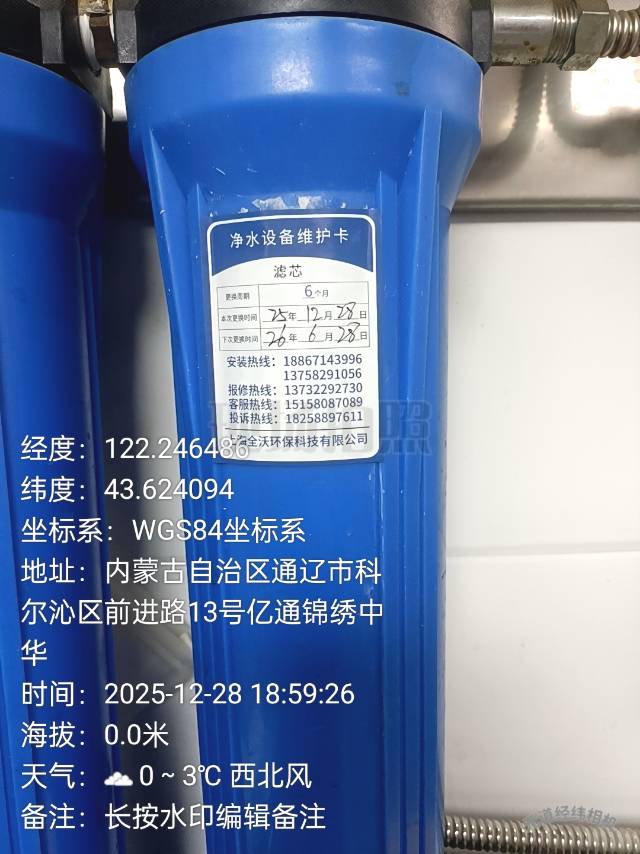 净水设备维护卡
滤芯
更换周期 6个月
本次更换时间 25年12月28日
下次更换时间 26年6月28日
安装热线：18867143996
13758291056
报修热线：13732292730
客服热线：15158087089
投诉热线：18258897611
上海全沃环保科技有限公司
经度：122.246486
纬度：43.624094
坐标系：WGS84坐标系
地址：内蒙古自治区通辽市科
尔沁区前进路13号亿通锦绣中
华
时间：2025-12-28 18:59:26
海拔：0.0米
天气：☁ 0 ~ 3℃ 西北风
备注：长按水印编辑备注
经纬相机